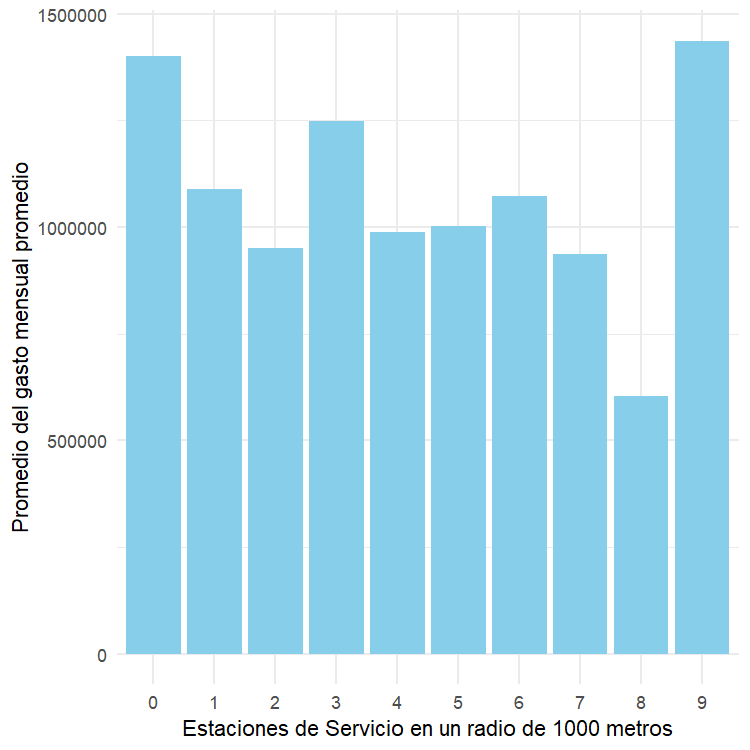 Promedio del gasto mensual promedio
1500000
1000000
500000
0
0 1 2 3 4 5 6 7 8 9
Estaciones de Servicio en un radio de 1000 metros